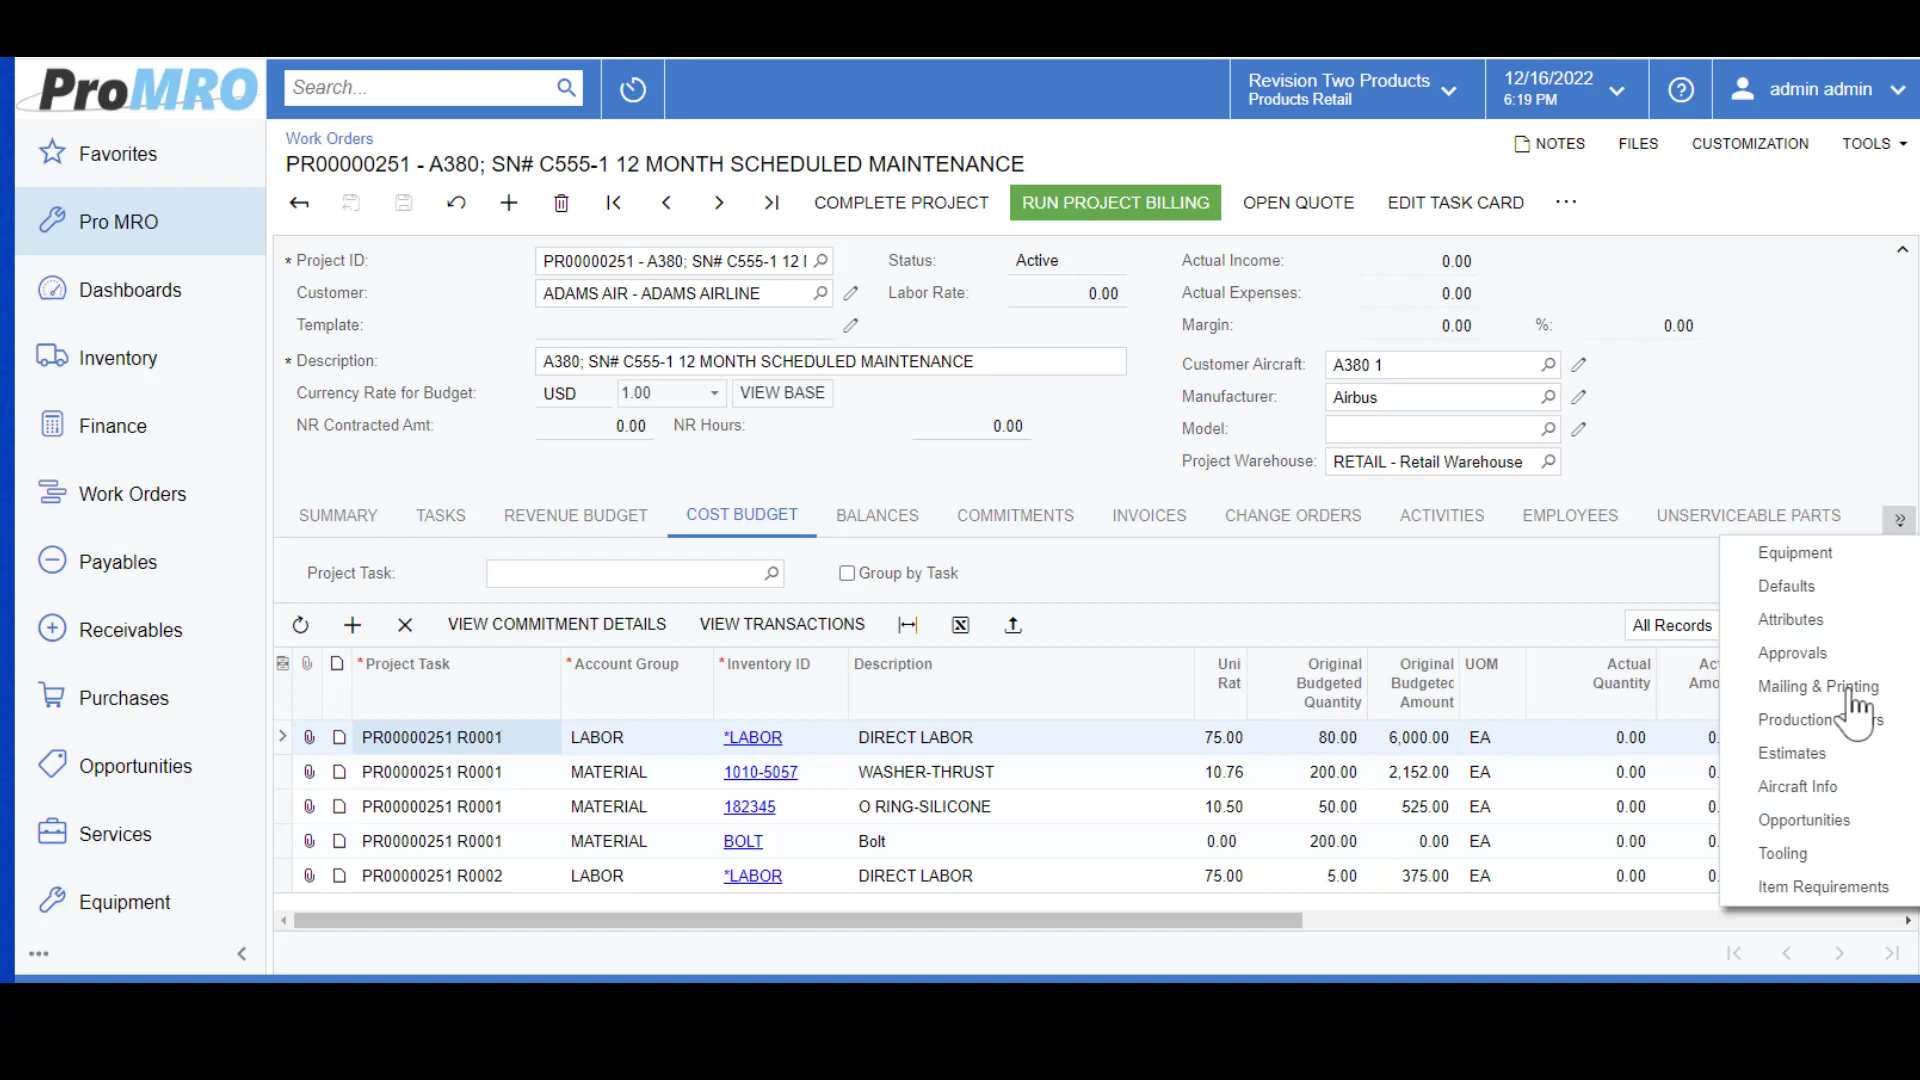 ProMRO
Search...
Revision Two Products
Products Retail
12/16/2022
6:19 PM
admin admin
Favorites
Pro MRO
Dashboards
Inventory
Finance
Work Orders
Payables
Receivables
Purchases
Opportunities
Services
Equipment
Work Orders
PR00000251 - A380; SN# C555-1 12 MONTH SCHEDULED MAINTENANCE
NOTES FILES CUSTOMIZATION TOOLS
COMPLETE PROJECT RUN PROJECT BILLING OPEN QUOTE EDIT TASK CARD ...
* Project ID: PR00000251 - A380; SN# C555-1 12 Status: Active Actual Income: 0.00
Customer: ADAMS AIR - ADAMS AIRLINE Labor Rate: 0.00 Actual Expenses: 0.00
Template: Margin: 0.00 %: 0.00
* Description: A380; SN# C555-1 12 MONTH SCHEDULED MAINTENANCE Customer Aircraft: A380 1
Currency Rate for Budget: USD 1.00 VIEW BASE Manufacturer: Airbus
NR Contracted Amt: 0.00 NR Hours: 0.00 Model:
Project Warehouse: RETAIL - Retail Warehouse
SUMMARY TASKS REVENUE BUDGET COST BUDGET BALANCES COMMITMENTS INVOICES CHANGE ORDERS ACTIVITIES EMPLOYEES UNSERVICEABLE PARTS
Project Task: Group by Task
VIEW COMMITMENT DETAILS VIEW TRANSACTIONS All Records
*Project Task *Account Group *Inventory ID Description Uni Rat Original Budgeted Quantity Original Budgeted Amount UOM Actual Quantity Act Amo
PR00000251 R0001 LABOR *LABOR DIRECT LABOR 75.00 80.00 6,000.00 EA 0.00 0.
PR00000251 R0001 MATERIAL 1010-5057 WASHER-THRUST 10.76 200.00 2,152.00 EA 0.00 0.
PR00000251 R0001 MATERIAL 182345 O RING-SILICONE 10.50 50.00 525.00 EA 0.00 0.
PR00000251 R0001 MATERIAL BOLT Bolt 0.00 200.00 0.00 EA 0.00 0.
PR00000251 R0002 LABOR *LABOR DIRECT LABOR 75.00 5.00 375.00 EA 0.00 0.
Equipment
Defaults
Attributes
Approvals
Mailing & Printing
Production
Estimates
Aircraft Info
Opportunities
Tooling
Item Requirements